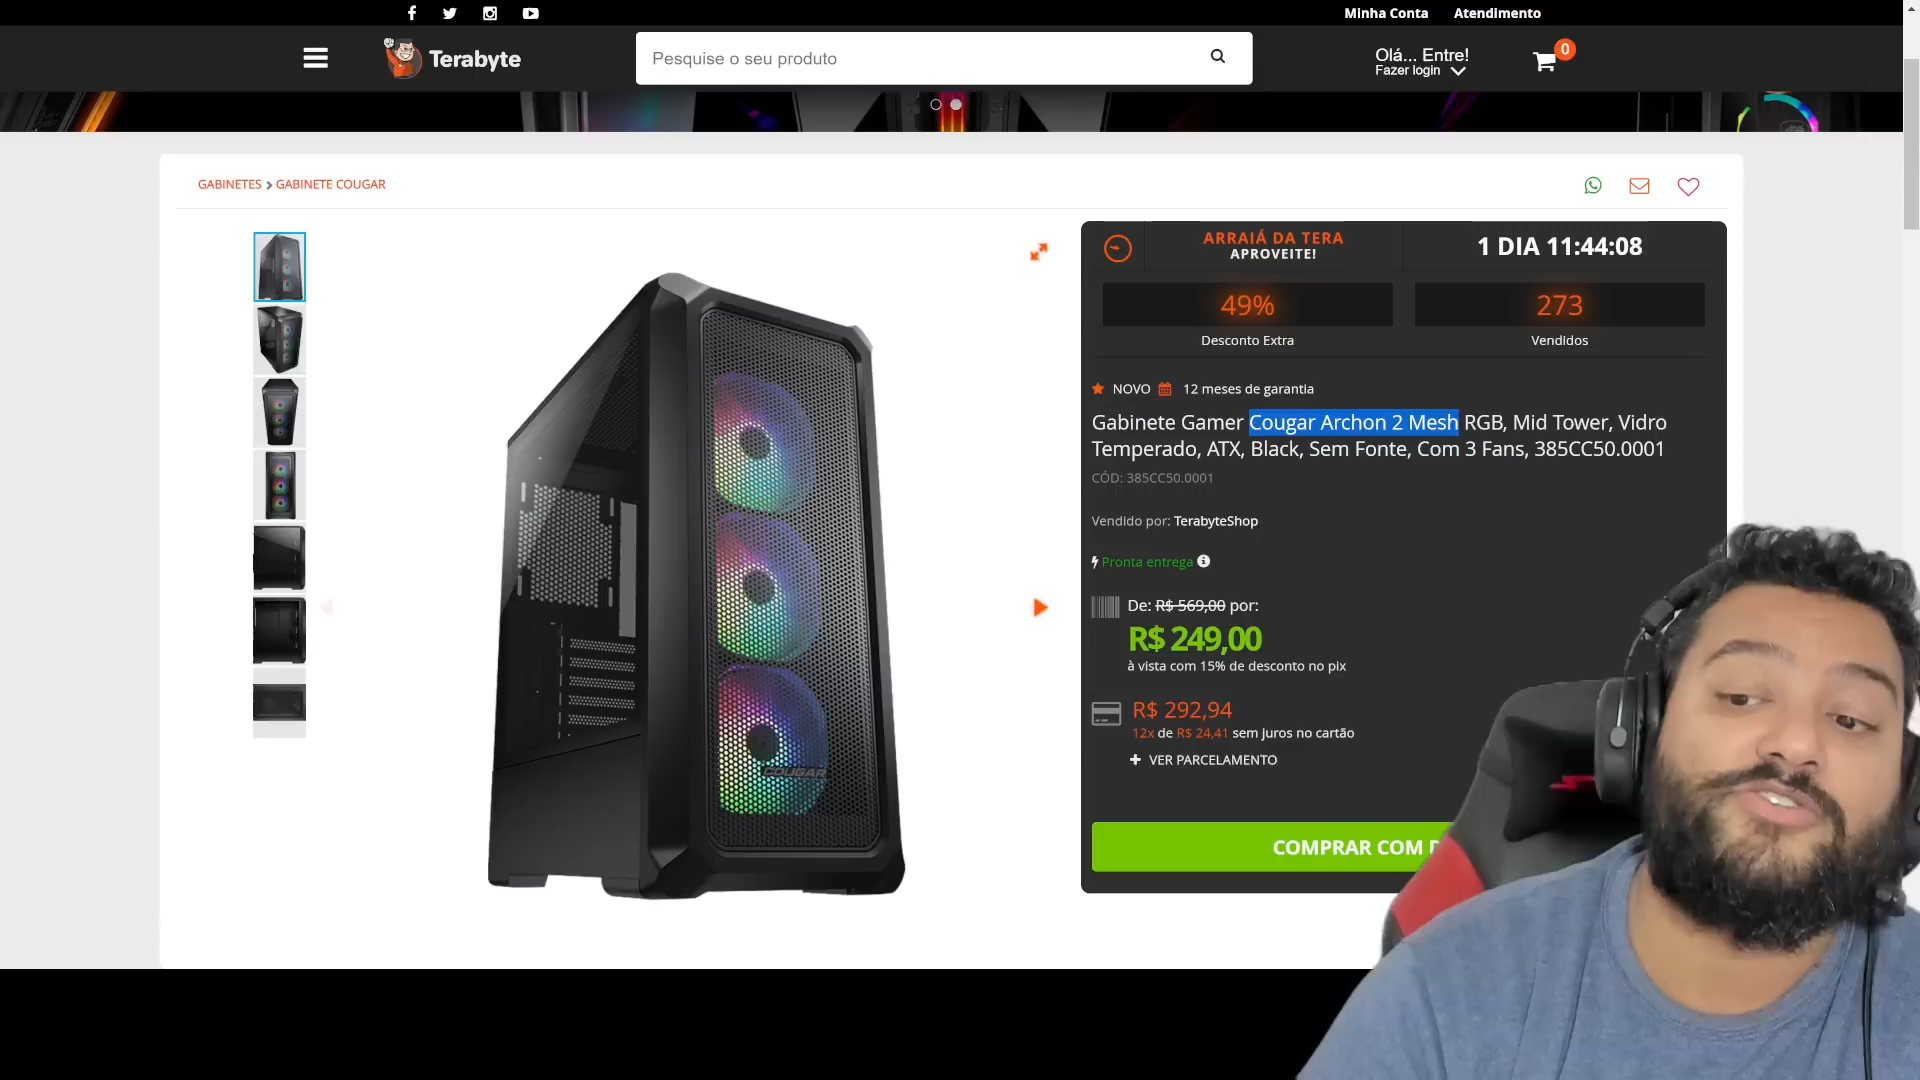 Minha Conta
Atendimento
Terabyte
Pesquise o seu produto
Olá... Entre!
Fazer login
0
GABINETES > GABINETE COUGAR
ARRAIÁ DA TERA
APROVEITE!
1 DIA 11:44:08
49%
Desconto Extra
273
Vendidos
NOVO 12 meses de garantia
Gabinete Gamer Cougar Archon 2 Mesh RGB, Mid Tower, Vidro
Temperado, ATX, Black, Sem Fonte, Com 3 Fans, 385CC50.0001
CÓD: 385CC50.0001
Vendido por: TerabyteShop
Pronta entrega
De: R$ 569,00 por:
R$ 249,00
à vista com 15% de desconto no pix
R$ 292,94
12x de R$ 24,41 sem juros no cartão
+ VER PARCELAMENTO
COMPRAR COM
COUGAR